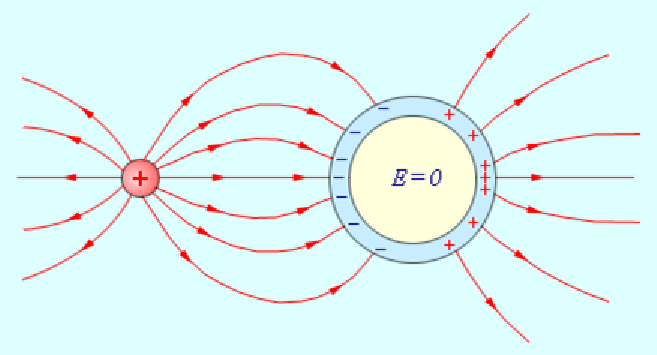 +
E = 0
− − − − − − −
+ + + + + + +